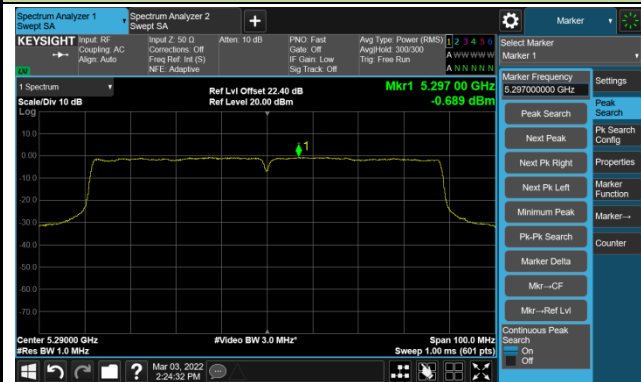 Spectrum Analyzer 1
Swept SA
Spectrum Analyzer 2
Swept SA
+
Marker
KEYSIGHT
Input: RF
Coupling: AC
Align: Auto
Input Z: 50 Ω
Corrections: Off
Freq Ref: Int (S)
NFE: Adaptive
Atten: 10 dB
PNO: Fast
Gate: Off
IF Gain: Low
Sig Track: Off
Avg Type: Power (RMS)
Avg|Hold: 300/300
Trig: Free Run
1 2 3 4 5 6
A W W W W W
A N N N N N
LXI
Select Marker
Marker 1
1 Spectrum
Scale/Div 10 dB
Ref Lvl Offset 22.40 dB
Ref Level 20.00 dBm
Mkr1 5.297 00 GHz
-0.689 dBm
Log
10.0
0.00
-10.0
-20.0
-30.0
-40.0
-50.0
-60.0
-70.0
1
Center 5.29000 GHz
#Res BW 1.0 MHz
#Video BW 3.0 MHz*
Span 100.0 MHz
Sweep 1.00 ms (601 pts)
Marker Frequency
5.297000000 GHz
Peak Search
Next Peak
Next Pk Right
Next Pk Left
Minimum Peak
Pk-Pk Search
Marker Delta
Mkr→CF
Mkr→Ref Lvl
Continuous Peak
Search
On
Off
Settings
Peak
Search
Pk Search
Config
Properties
Marker
Function
Marker→
Counter
?
Mar 03, 2022
2:24:32 PM